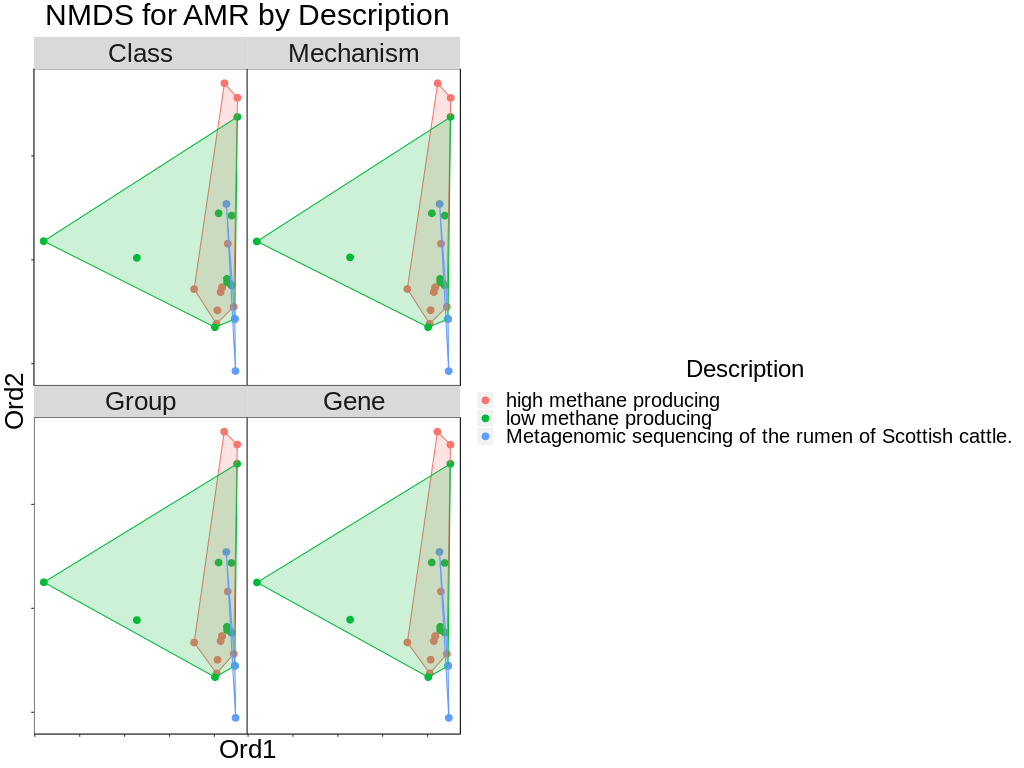 NMDS for AMR by Description
Class
Mechanism
Group
Gene
Ord2
Ord1
Description
high methane producing
low methane producing
Metagenomic sequencing of the rumen of Scottish cattle.